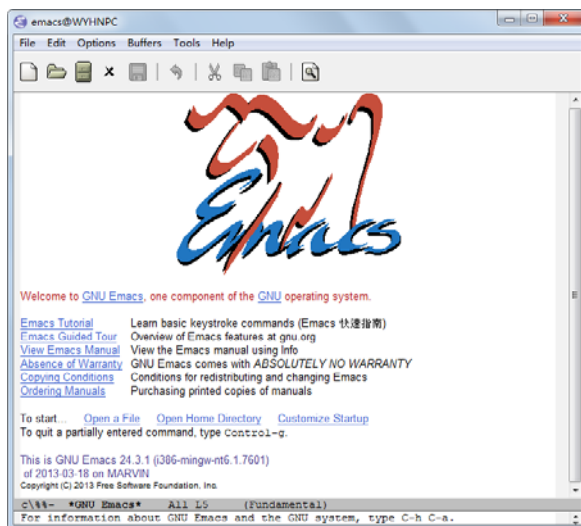 emacs@WYHNPC
File Edit Options Buffers Tools Help
Emacs
Welcome to GNU Emacs, one component of the GNU operating system.
Emacs Tutorial Learn basic keystroke commands (Emacs 快速指南)
Emacs Guided Tour Overview of Emacs features at gnu.org
View Emacs Manual View the Emacs manual using Info
Absence of Warranty GNU Emacs comes with ABSOLUTELY NO WARRANTY
Copying Conditions Conditions for redistributing and changing Emacs
Ordering Manuals Purchasing printed copies of manuals
To start... Open a File Open Home Directory Customize Startup
To quit a partially entered command, type Control-g.
This is GNU Emacs 24.3.1 (i386-mingw-nt6.1.7601)
of 2013-03-18 on MARVIN
Copyright (C) 2013 Free Software Foundation, Inc.
c\%%- *GNU Emacs* All L5 (Fundamental)
For information about GNU Emacs and the GNU system, type C-h C-a.